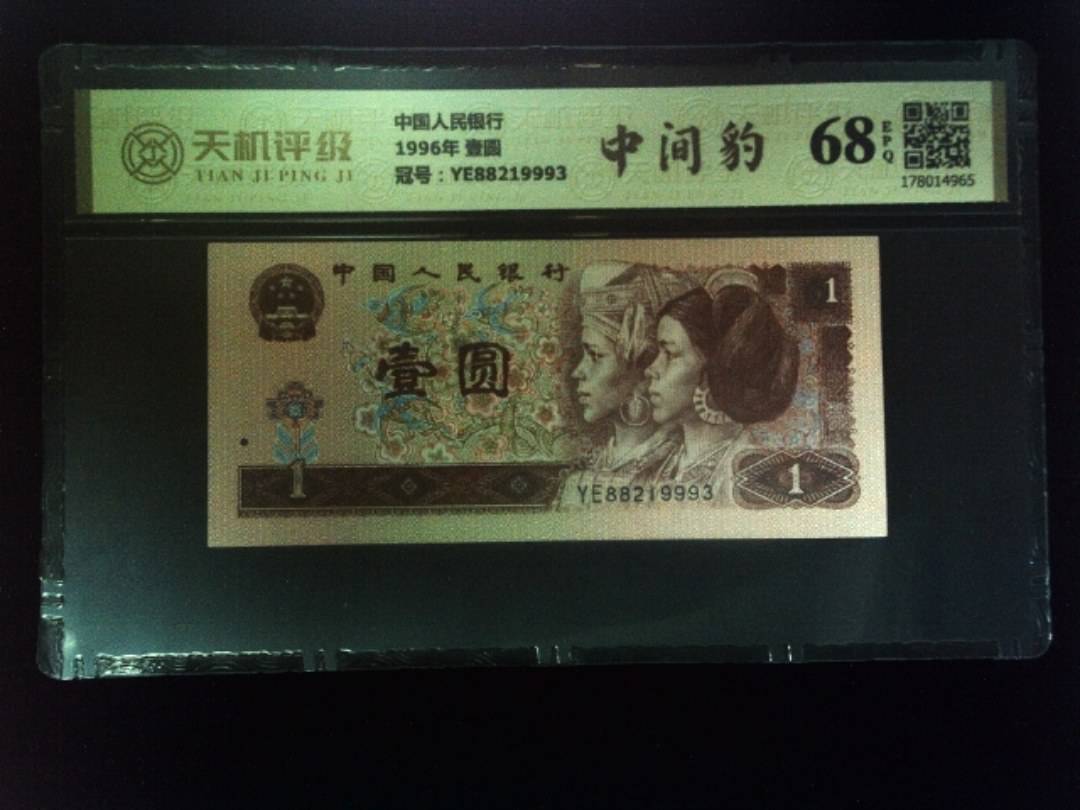 天机评级
TIAN JI PING JI
中国人民银行
1996年 壹圆
冠号：YE88219993
中间豹
68
EPQ
178014965
中国人民银行
1
壹圆
1
YE88219993
1